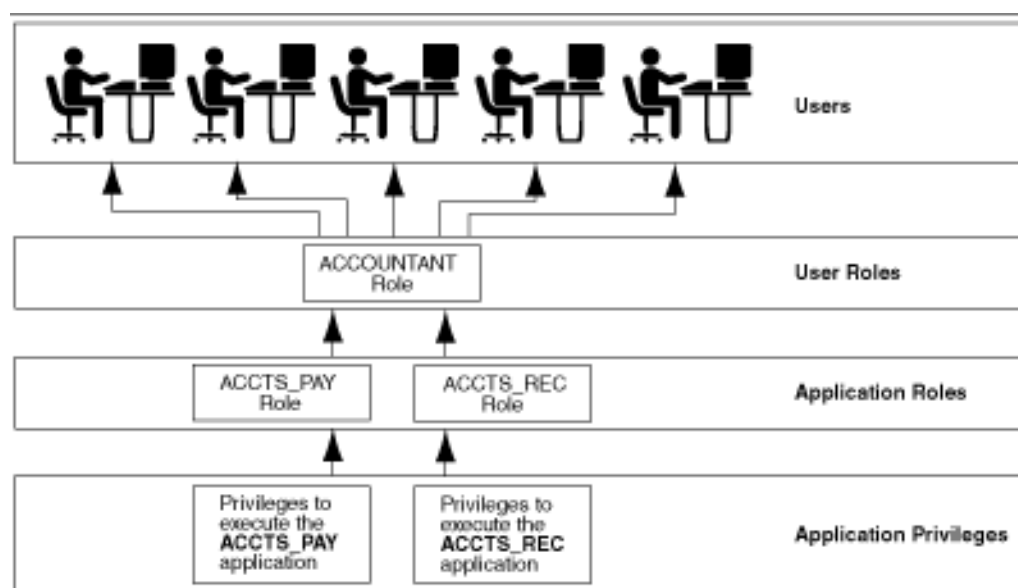 Users
ACCOUNTANT
Role
User Roles
ACCTS_PAY
Role
ACCTS_REC
Role
Application Roles
Privileges to
execute the
ACCTS_PAY
application
Privileges to
execute the
ACCTS_REC
application
Application Privileges